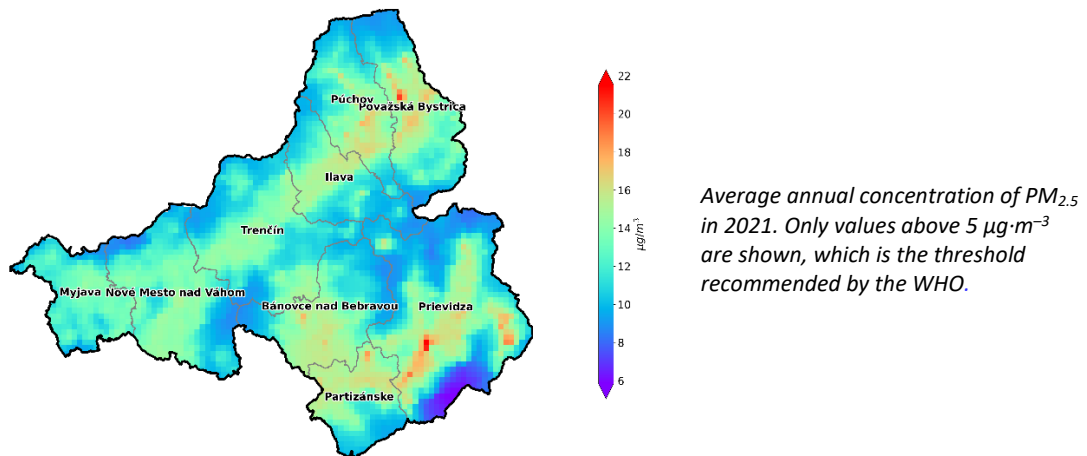 Púchov
Považská Bystrica
Ilava
Trenčín
Myjava
Nové Mesto nad Váhom
Bánovce nad Bebravou
Prievidza
Partizánske
22
20
18
16
14
12
10
8
6
µg/m³
Average annual concentration of PM₂.₅
in 2021. Only values above 5 µg·m⁻³
are shown, which is the threshold
recommended by the WHO.